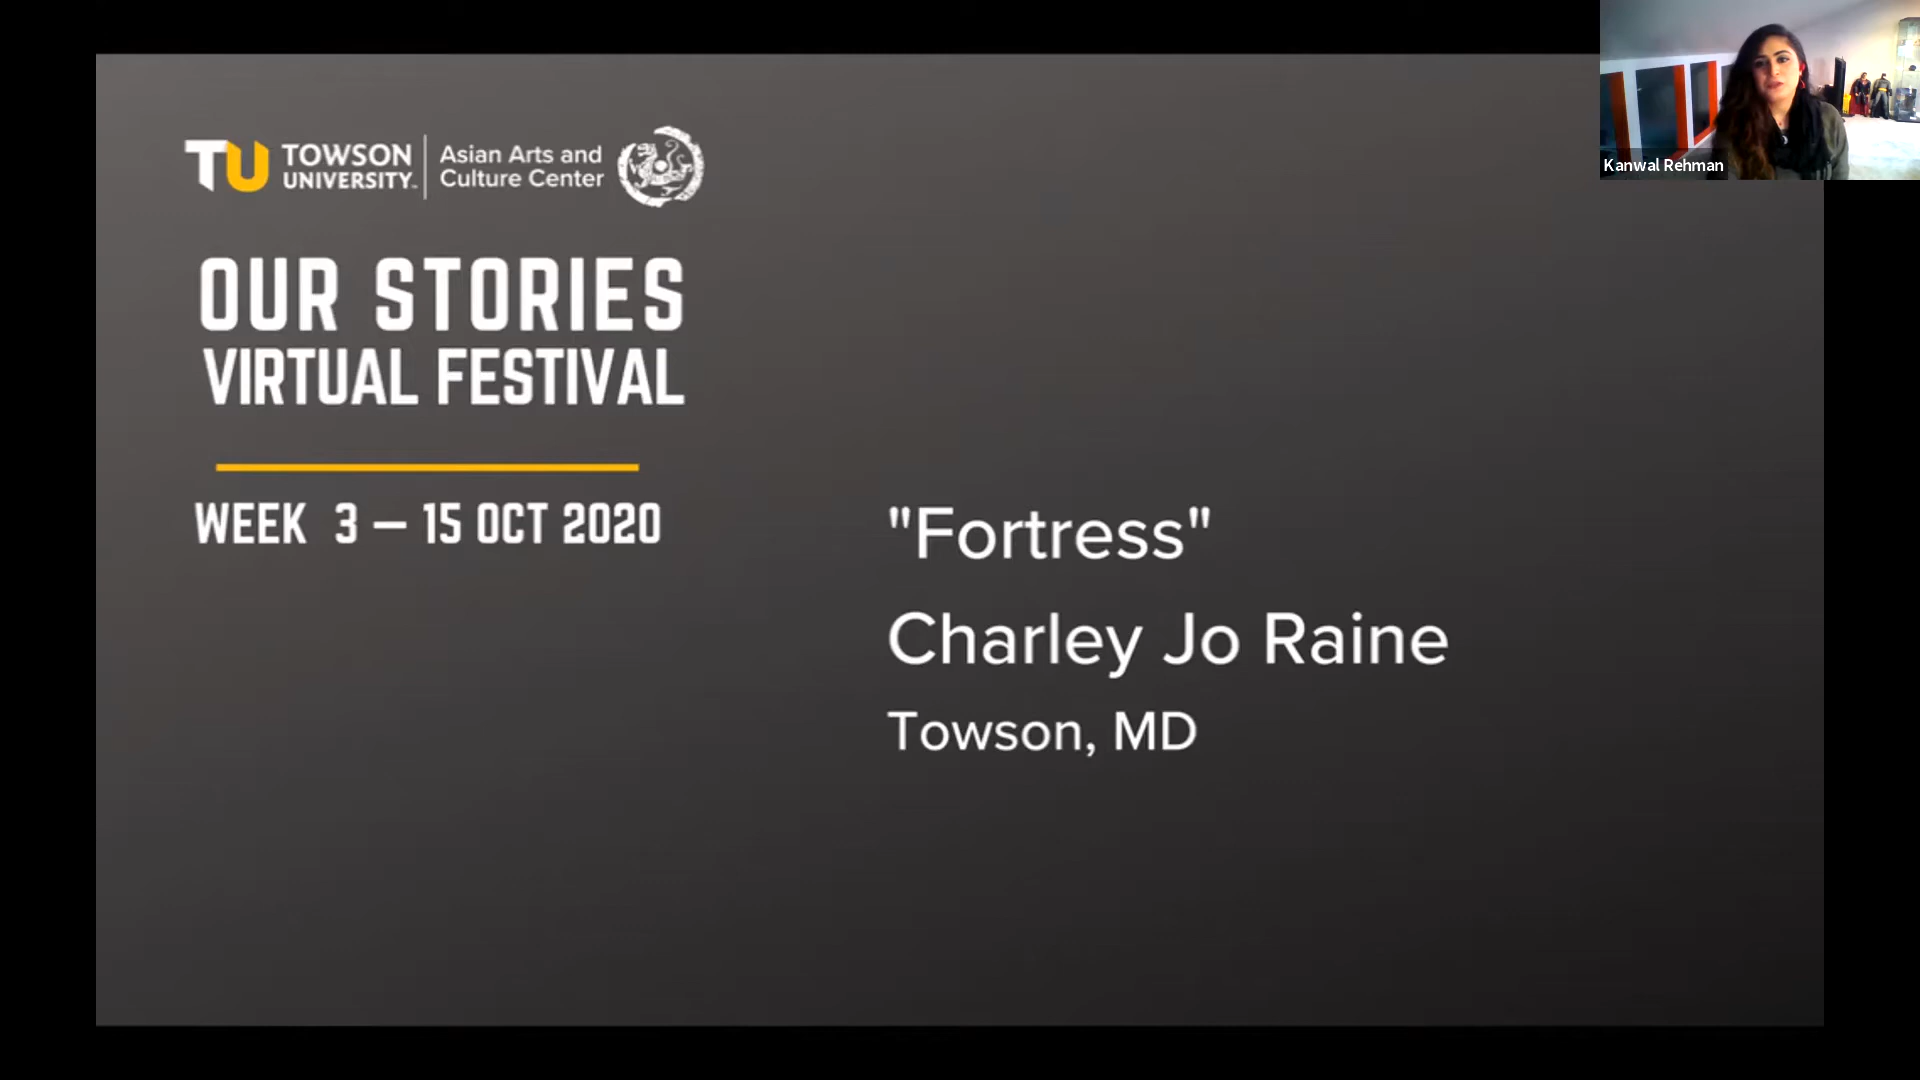 TU TOWSON UNIVERSITY™
Asian Arts and
Culture Center
OUR STORIES
VIRTUAL FESTIVAL
WEEK 3 – 15 OCT 2020
"Fortress"
Charley Jo Raine
Towson, MD
Kanwal Rehman